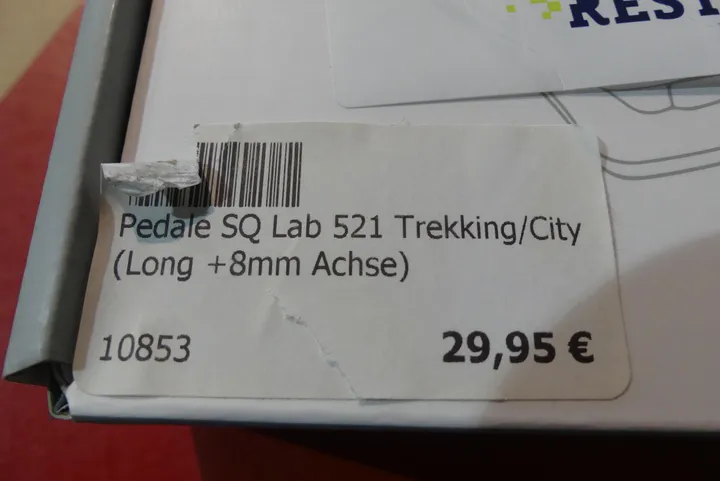 Pedale SQ Lab 521 Trekking/City
(Long +8mm Achse)
10853
29,95 €